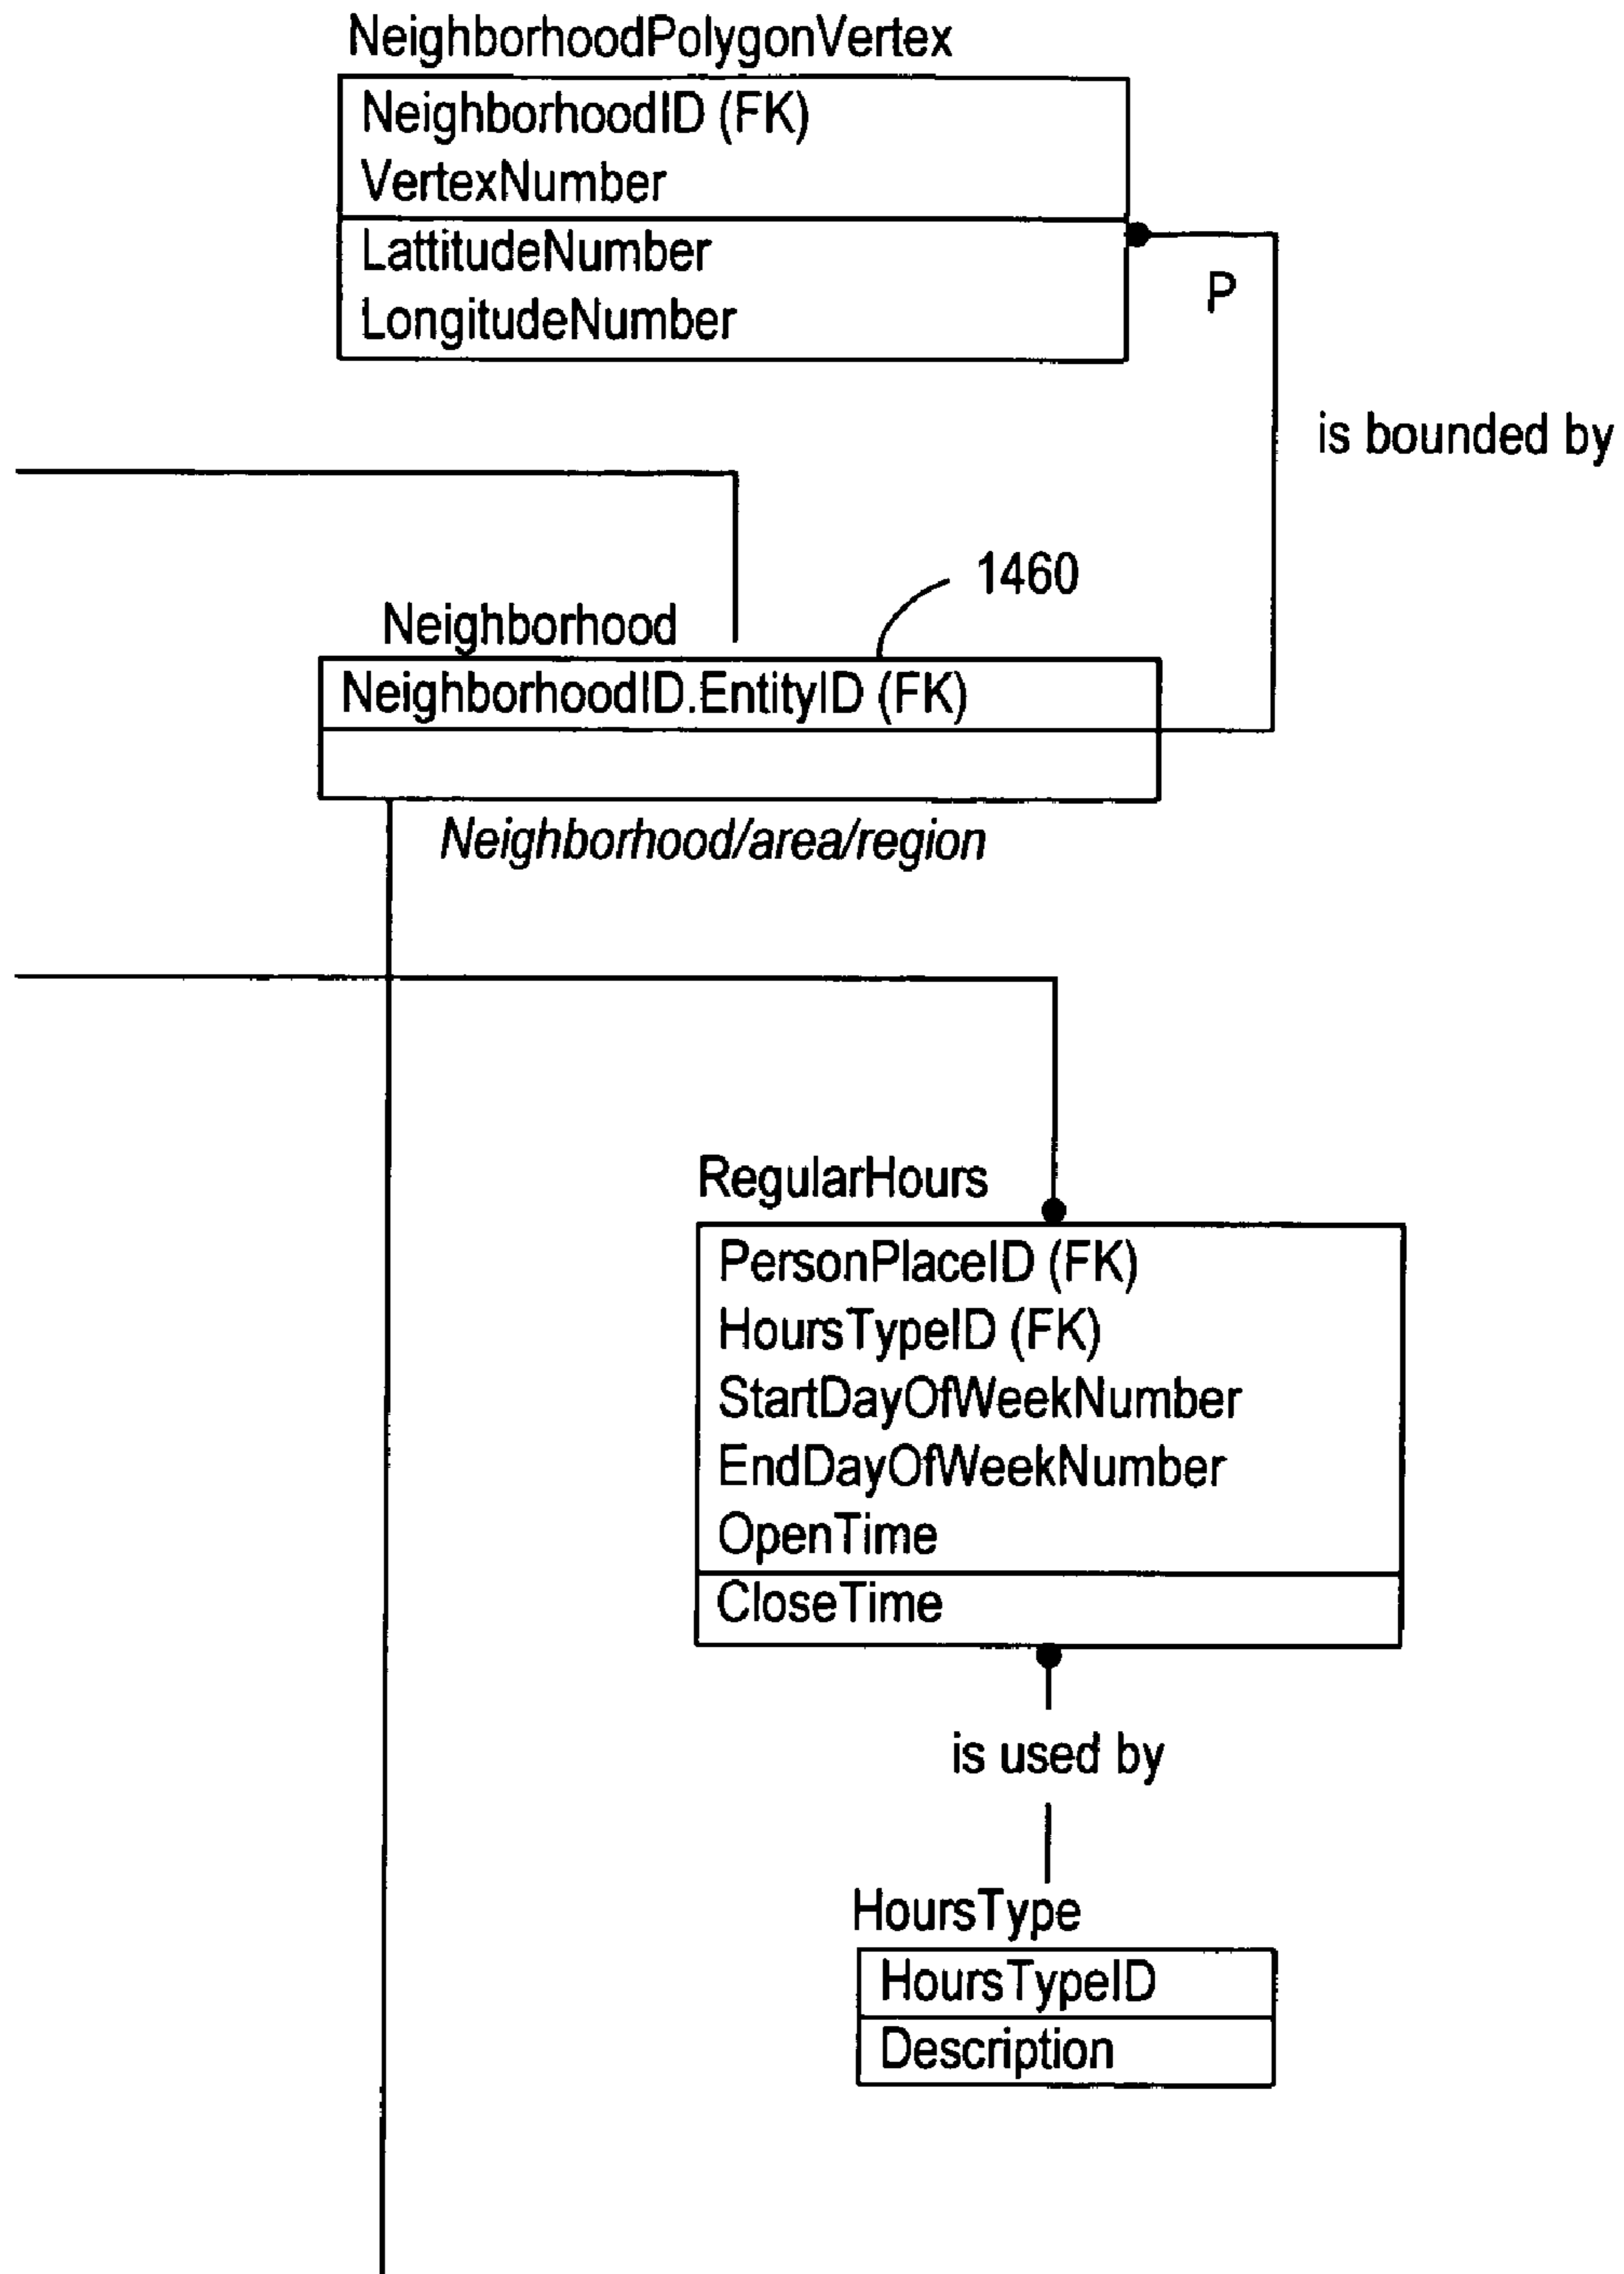 NeighborhoodPolygonVertex
NeighborhoodID (FK)
VertexNumber
LattitudeNumber
LongitudeNumber
P
is bounded by
1460
Neighborhood
NeighborhoodID.EntityID (FK)
Neighborhood/area/region
RegularHours
PersonPlaceID (FK)
HoursTypeID (FK)
StartDayOfWeekNumber
EndDayOfWeekNumber
OpenTime
CloseTime
is used by
HoursType
HoursTypeID
Description